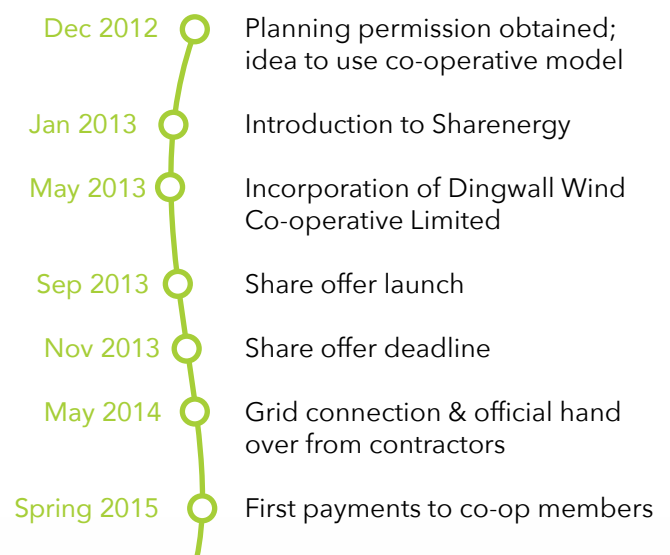 Dec 2012
Planning permission obtained;
idea to use co-operative model
Jan 2013
Introduction to Sharenergy
May 2013
Incorporation of Dingwall Wind
Co-operative Limited
Sep 2013
Share offer launch
Nov 2013
Share offer deadline
May 2014
Grid connection & official hand
over from contractors
Spring 2015
First payments to co-op members